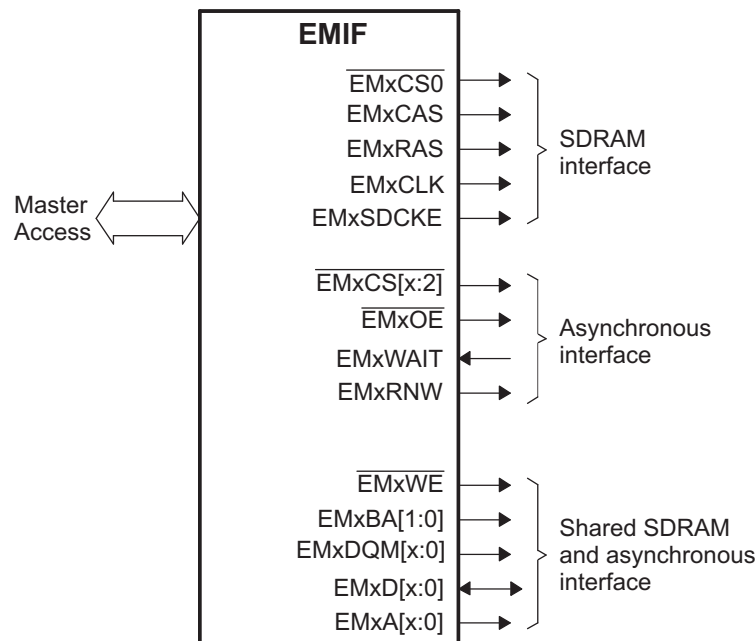 EMIF
EMxCS0
EMxCAS
EMxRAS
EMxCLK
EMxSDCKE
SDRAM
interface
Master
Access
EMxCS[x:2]
EMxOE
EMxWAIT
EMxRNW
Asynchronous
interface
EMxWE
EMxBA[1:0]
EMxDQM[x:0]
EMxD[x:0]
EMxA[x:0]
Shared SDRAM
and asynchronous
interface